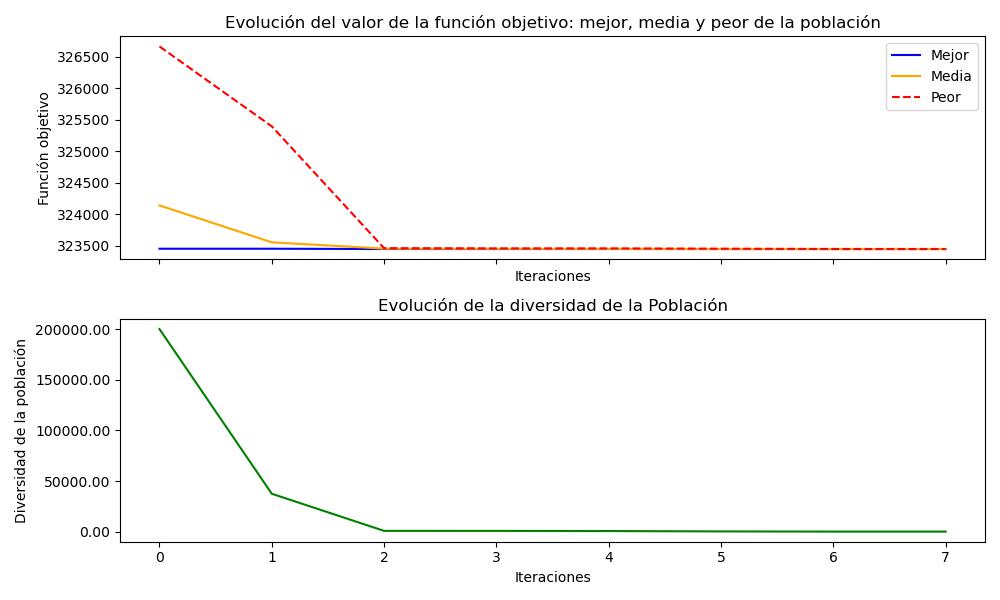 Evolución del valor de la función objetivo: mejor, media y peor de la población
326500
326000
325500
325000
324500
324000
323500
Función objetivo
Mejor
Media
Peor
Iteraciones
Evolución de la diversidad de la Población
200000.00
150000.00
100000.00
50000.00
0.00
Diversidad de la población
0 1 2 3 4 5 6 7
Iteraciones